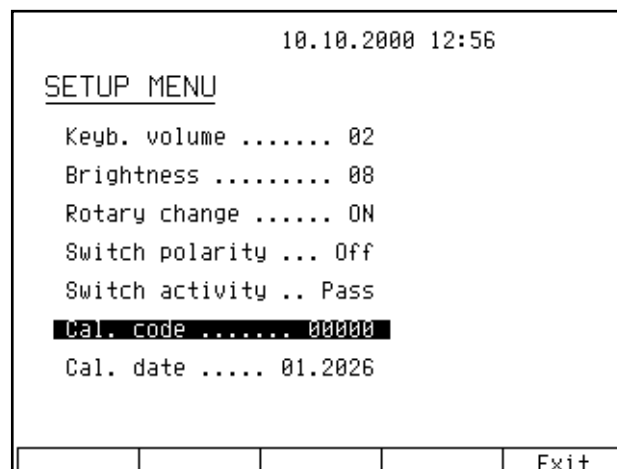 10.10.2000 12:56
SETUP MENU
Keyb. volume ....... 02
Brightness ......... 08
Rotary change ...... ON
Switch polarity ... Off
Switch activity .. Pass
Cal. code ....... 00000
Cal. date ..... 01.2026
Exit